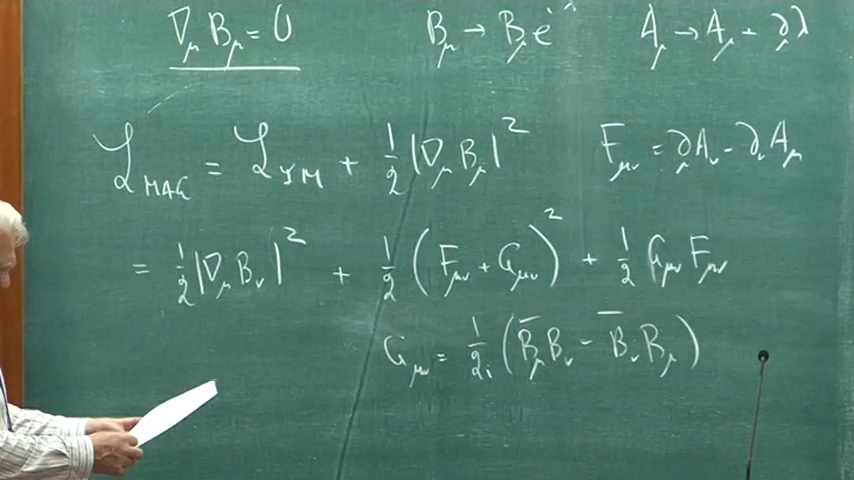 ∇_μ B_μ = 0    B_μ → B_μ e^{iλ}    A_μ → A_μ + ∂_μ λ
ℒ_MAG = ℒ_YM + 1/2 |∇_μ B_μ|^2    F_μν = ∂_μ A_ν - ∂_ν A_μ
= 1/2 |∇_μ B_ν|^2 + 1/2 (F_μν + G_μν)^2 + 1/2 G_μν F_μν
G_μν = 1/2i (B̄_μ B_ν - B̄_ν B_μ)